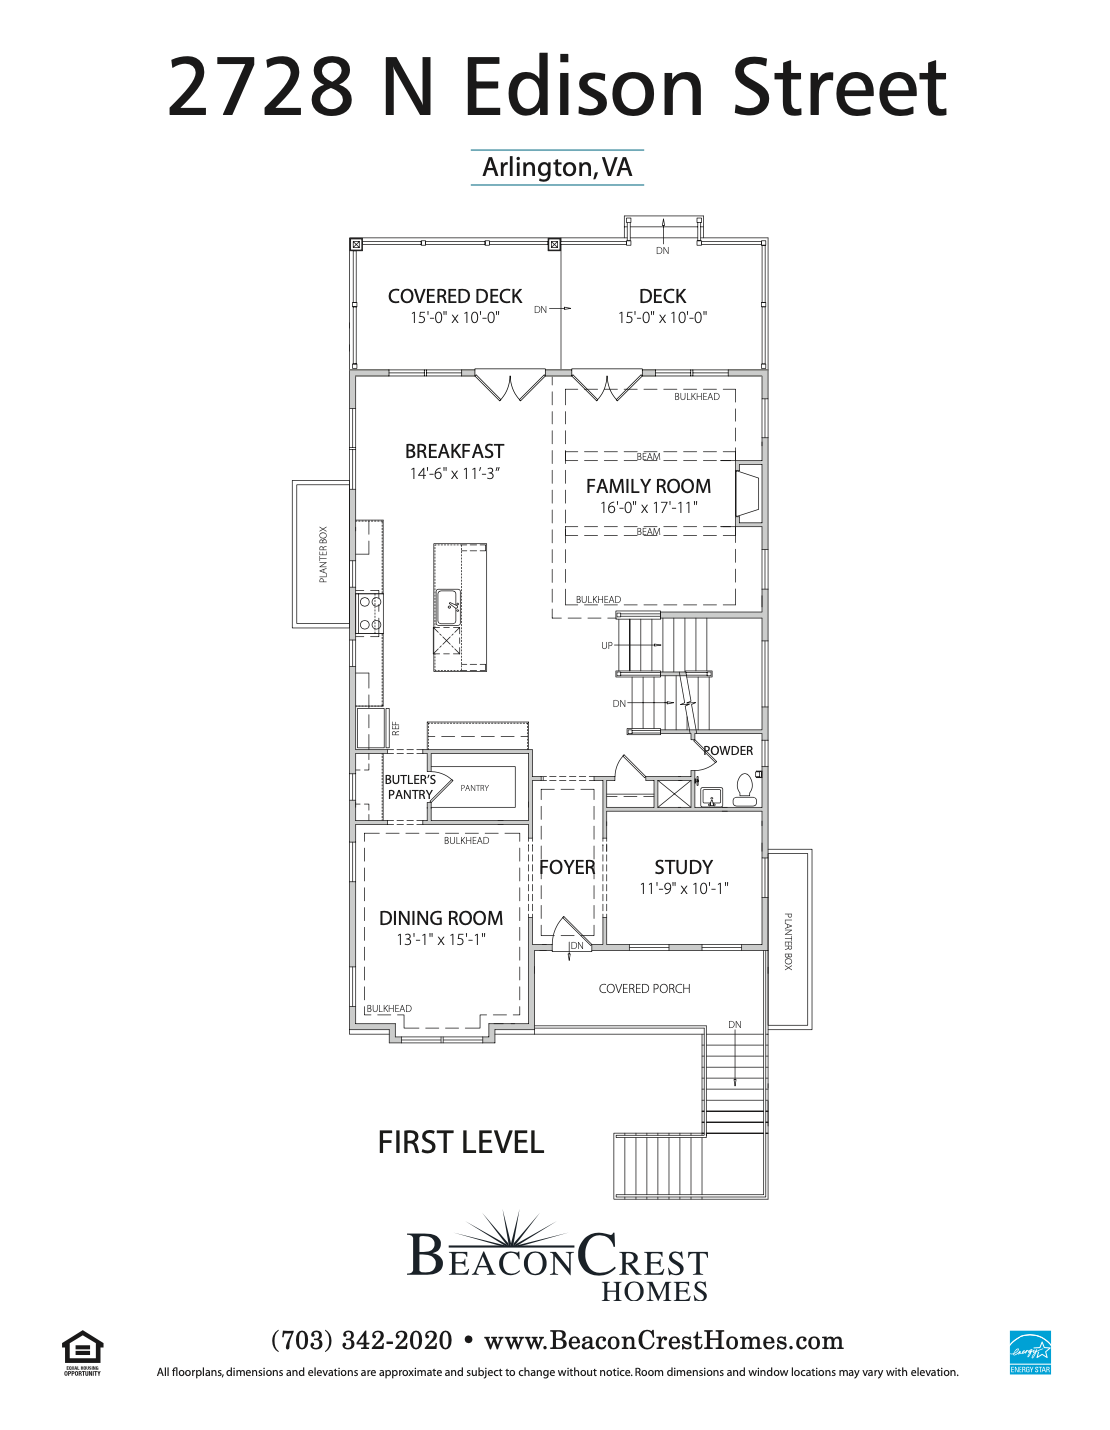 2728 N Edison Street
Arlington, VA
DN
COVERED DECK
15'-0" x 10'-0"
DN
DECK
15'-0" x 10'-0"
BULKHEAD
BREAKFAST
14'-6" x 11’-3”
BEAM
FAMILY ROOM
16'-0" x 17'-11"
BEAM
PLANTER BOX
BULKHEAD
UP
DN
REF
POWDER
BUTLER’S
PANTRY
PANTRY
BULKHEAD
FOYER
STUDY
11'-9" x 10'-1"
DINING ROOM
13'-1" x 15'-1"
DN
PLANTER BOX
COVERED PORCH
BULKHEAD
DN
FIRST LEVEL
BEACONCREST
HOMES
(703) 342-2020 • www.BeaconCrestHomes.com
EQUAL HOUSING
OPPORTUNITY
All floorplans, dimensions and elevations are approximate and subject to change without notice. Room dimensions and window locations may vary with elevation.
energy
ENERGY STAR